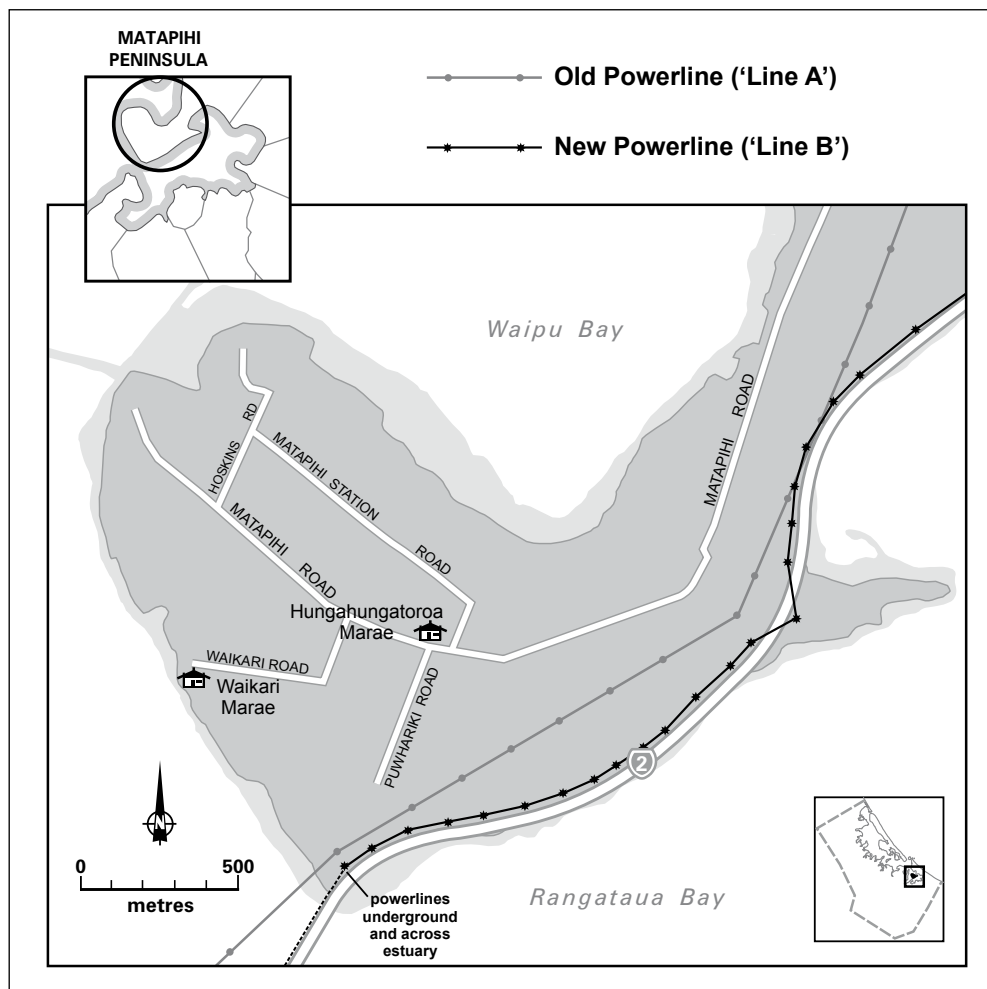 MATAPIHI
PENINSULA
Old Powerline (‘Line A’)
New Powerline (‘Line B’)
Waipu Bay
MATAPIHI ROAD
HOSKINS RD
MATAPIHI STATION ROAD
MATAPIHI ROAD
Hungahungatoroa
Marae
WAIKARI ROAD
Waikari
Marae
PUWHARIKI ROAD
2
0 500
metres
powerlines
underground
and across
estuary
Rangataua Bay